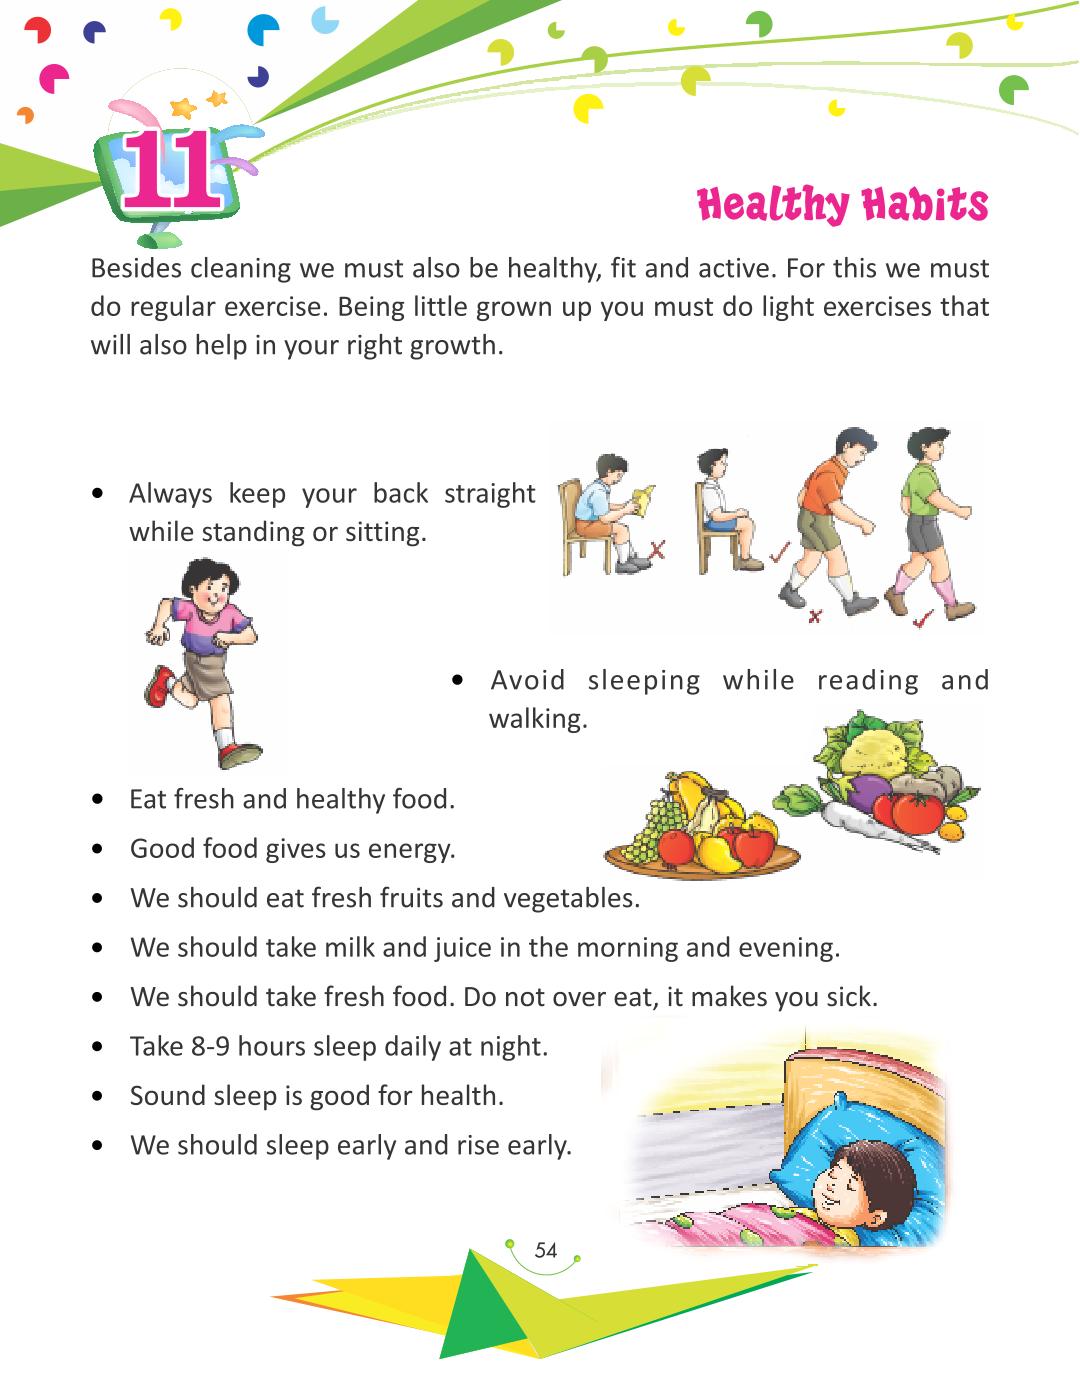 11
Healthy Habits
Besides cleaning we must also be healthy, fit and active. For this we must
do regular exercise. Being little grown up you must do light exercises that
will also help in your right growth.
• Always keep your back straight
while standing or sitting.
• Avoid sleeping while reading and
walking.
• Eat fresh and healthy food.
• Good food gives us energy.
• We should eat fresh fruits and vegetables.
• We should take milk and juice in the morning and evening.
• We should take fresh food. Do not over eat, it makes you sick.
• Take 8-9 hours sleep daily at night.
• Sound sleep is good for health.
• We should sleep early and rise early.
54